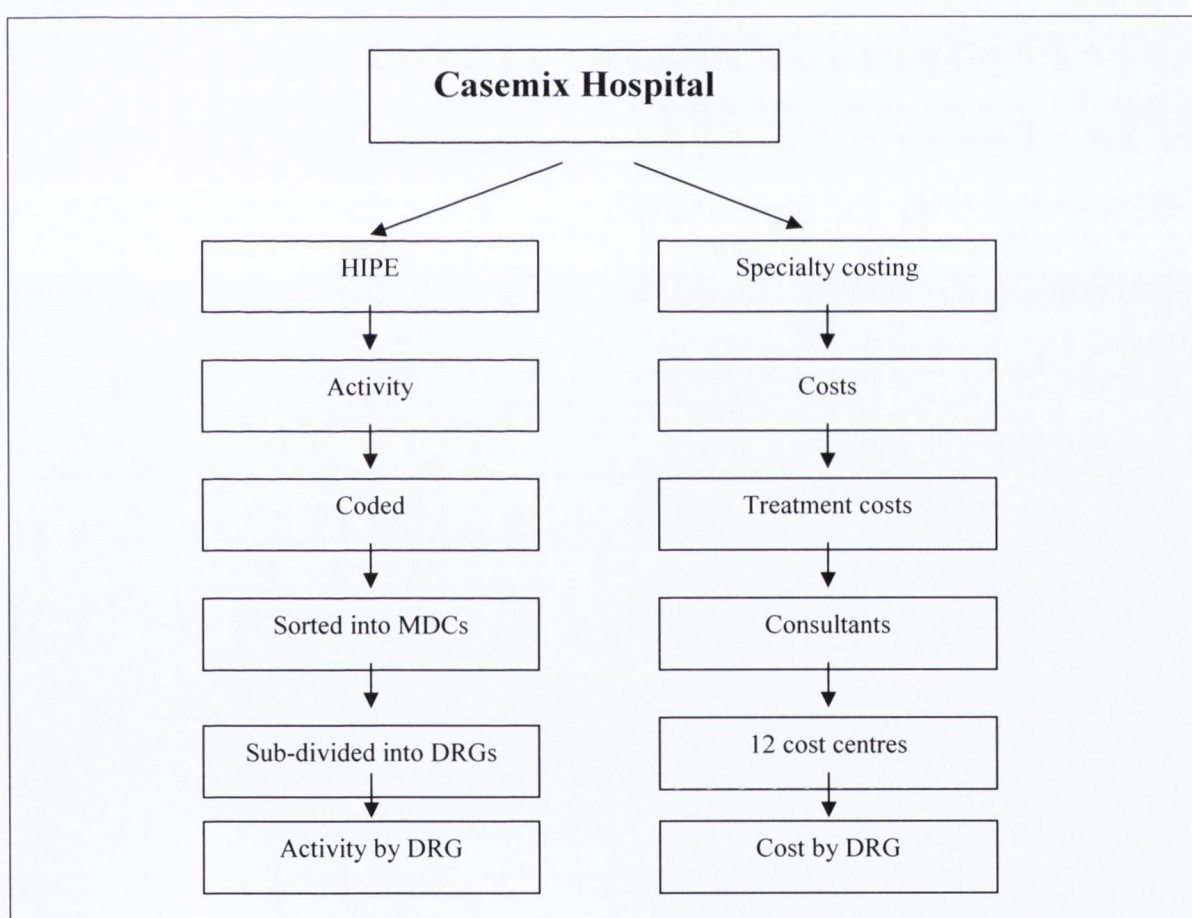 Casemix Hospital
HIPE
Activity
Coded
Sorted into MDCs
Sub-divided into DRGs
Activity by DRG
Specialty costing
Costs
Treatment costs
Consultants
12 cost centres
Cost by DRG